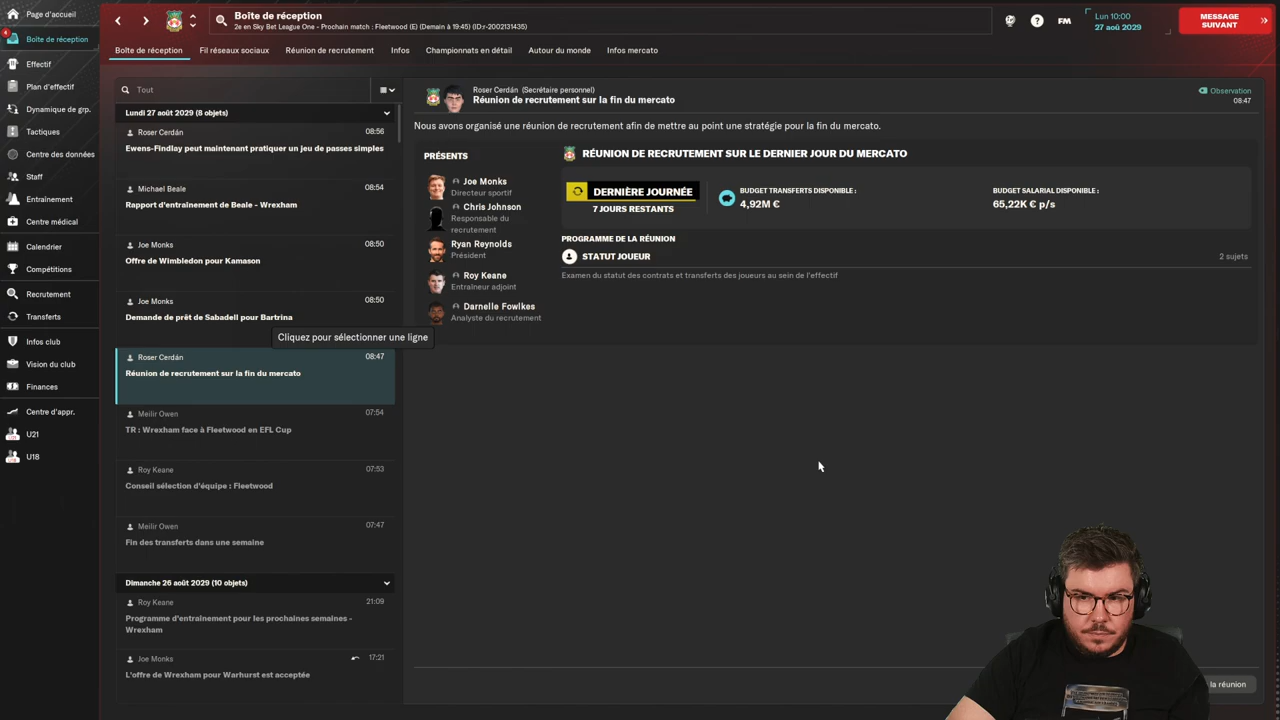 Page d'accueil
4
Boîte de réception
Effectif
Plan d'effectif
Dynamique de grp.
Tactiques
Centre des données
Staff
Entraînement
Centre médical
Calendrier
Compétitions
Recrutement
Transferts
Infos club
Vision du club
Finances
Centre d'appr.
U21
U18
Boîte de réception
2e en Sky Bet League One - Prochain match : Fleetwood (E) (Demain à 19:45) (ID:r-2002131435)
?
FM
Lun 10:00
27 aoû 2029
MESSAGE
SUIVANT
Boîte de réception
Fil réseaux sociaux
Réunion de recrutement
Infos
Championnats en détail
Autour du monde
Infos mercato
Tout
Lundi 27 août 2029 (8 objets)
Roser Cerdán 08:56
Ewens-Findlay peut maintenant pratiquer un jeu de passes simples
Michael Beale 08:54
Rapport d'entraînement de Beale - Wrexham
Joe Monks 08:50
Offre de Wimbledon pour Kamason
Joe Monks 08:50
Demande de prêt de Sabadell pour Bartrina
Cliquez pour sélectionner une ligne
Roser Cerdán 08:47
Réunion de recrutement sur la fin du mercato
Meilir Owen 07:54
TR : Wrexham face à Fleetwood en EFL Cup
Roy Keane 07:53
Conseil sélection d'équipe : Fleetwood
Meilir Owen 07:47
Fin des transferts dans une semaine
Dimanche 26 août 2029 (10 objets)
Roy Keane 21:09
Programme d'entraînement pour les prochaines semaines -
Wrexham
Joe Monks 17:21
L'offre de Wrexham pour Warhurst est acceptée
Roser Cerdán (Secrétaire personnel)
Réunion de recrutement sur la fin du mercato
Observation
08:47
Nous avons organisé une réunion de recrutement afin de mettre au point une stratégie pour la fin du mercato.
PRÉSENTS
Joe Monks
Directeur sportif
Chris Johnson
Responsable du
recrutement
Ryan Reynolds
Président
Roy Keane
Entraîneur adjoint
Darnelle Fowlkes
Analyste du recrutement
RÉUNION DE RECRUTEMENT SUR LE DERNIER JOUR DU MERCATO
DERNIÈRE JOURNÉE
7 JOURS RESTANTS
BUDGET TRANSFERTS DISPONIBLE :
4,92M €
BUDGET SALARIAL DISPONIBLE :
65,22K € p/s
PROGRAMME DE LA RÉUNION
STATUT JOUEUR 2 sujets
Examen du statut des contrats et transferts des joueurs au sein de l'effectif
la réunion